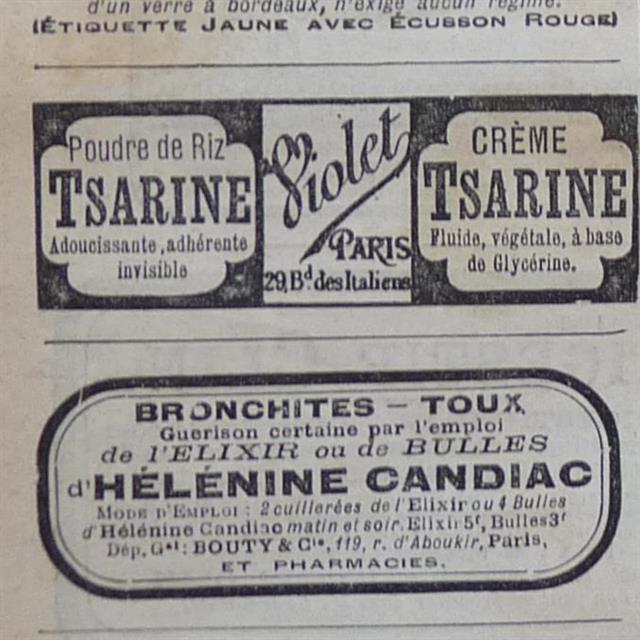 d'un verre à bordeaux, n'exige aucun régime.
(ÉTIQUETTE JAUNE AVEC ÉCUSSON ROUGE)
Poudre de Riz
TSARINE
Adoucissante, adhérente
invisible
Violet
PARIS
29, Bd des Italiens
CRÈME
TSARINE
Fluide, végétale, à base
de Glycérine.
BRONCHITES - TOUX
Guerison certaine par l'emploi
de l'ELIXIR ou de BULLES
d'HÉLÉNINE CANDIAC
MODE D'EMPLOI : 2 cuillerées de l'Elixir ou 4 Bulles
d'Hélénine Candiac matin et soir. Elixir 5f, Bulles 3f
Dép. Gal: BOUTY & Cie, 119, r. d'Aboukir, Paris,
ET PHARMACIES.